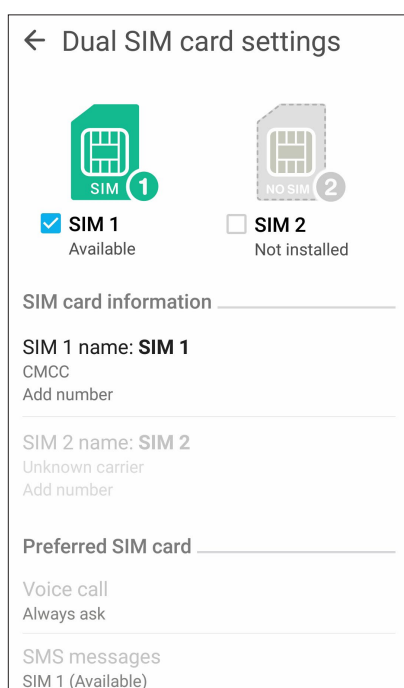 Dual SIM card settings
SIM 1
NO SIM 2
SIM 1
Available
SIM 2
Not installed
SIM card information
SIM 1 name: SIM 1
CMCC
Add number
SIM 2 name: SIM 2
Unknown carrier
Add number
Preferred SIM card
Voice call
Always ask
SMS messages
SIM 1 (Available)